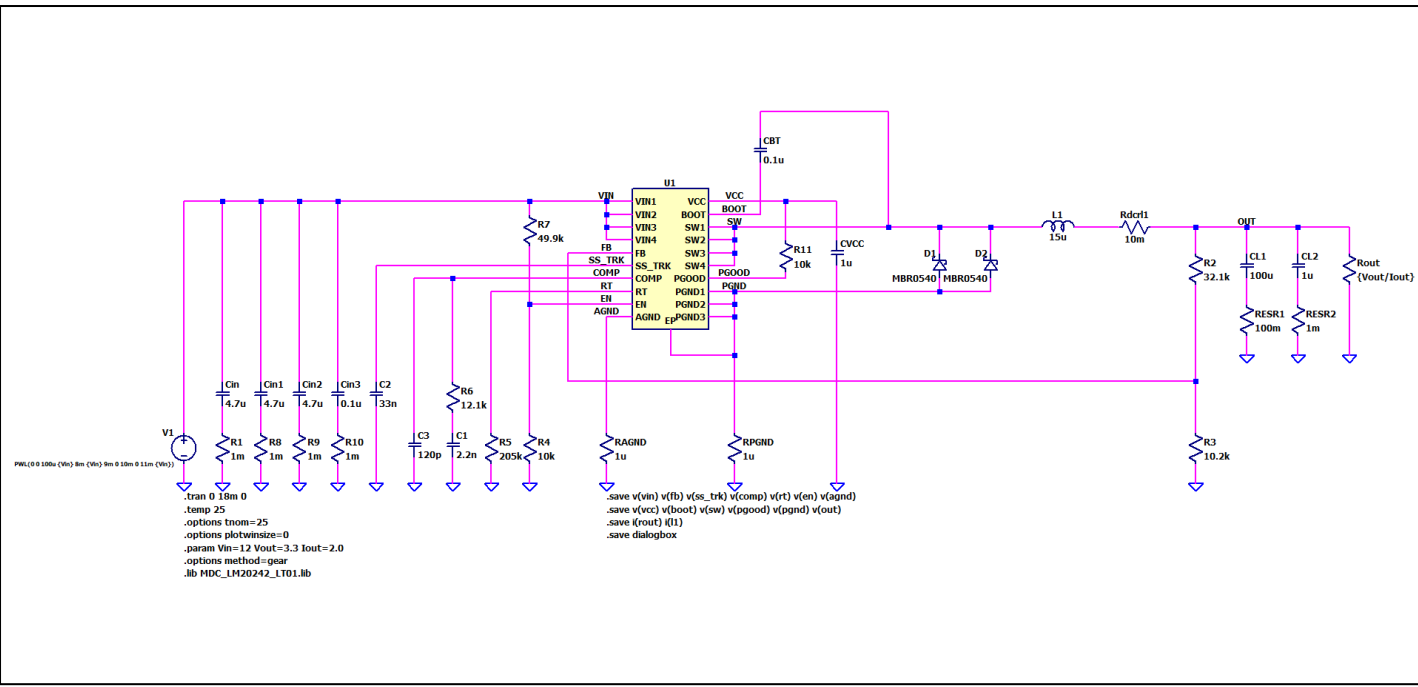 CBT
0.1u
U1
VIN
VIN1
VIN2
VIN3
VIN4
FB
FB
SS_TRK
SS_TRK
COMP
COMP
RT
RT
EN
EN
AGND
AGND
EP
VCC
VCC
BOOT
BOOT
SW1
SW
SW2
SW3
SW4
PGOOD
PGOOD
PGND1
PGND
PGND2
PGND3
R7
49.9k
R11
10k
CVCC
1u
D1
MBR0540
D2
MBR0540
L1
15u
Rdcrl1
10m
OUT
R2
32.1k
CL1
100u
CL2
1u
Rout
{Vout/Iout}
RESR1
100m
RESR2
1m
Cin
4.7u
Cin1
4.7u
Cin2
4.7u
Cin3
0.1u
C2
33n
R6
12.1k
V1
PWL(0 0 100u {Vin} 8m {Vin} 9m 0 10m 0 11m {Vin})
R1
1m
R8
1m
R9
1m
R10
1m
C3
120p
C1
2.2n
R5
205k
R4
10k
RAGND
1u
RPGND
1u
R3
10.2k
.tran 0 18m 0
.temp 25
.options tnom=25
.options plotwinsize=0
.param Vin=12 Vout=3.3 Iout=2.0
.options method=gear
.lib MDC_LM20242_LT01.lib
.save v(vin) v(fb) v(ss_trk) v(comp) v(rt) v(en) v(agnd)
.save v(vcc) v(boot) v(sw) v(pgood) v(pgnd) v(out)
.save i(rout) i(l1)
.save dialogbox